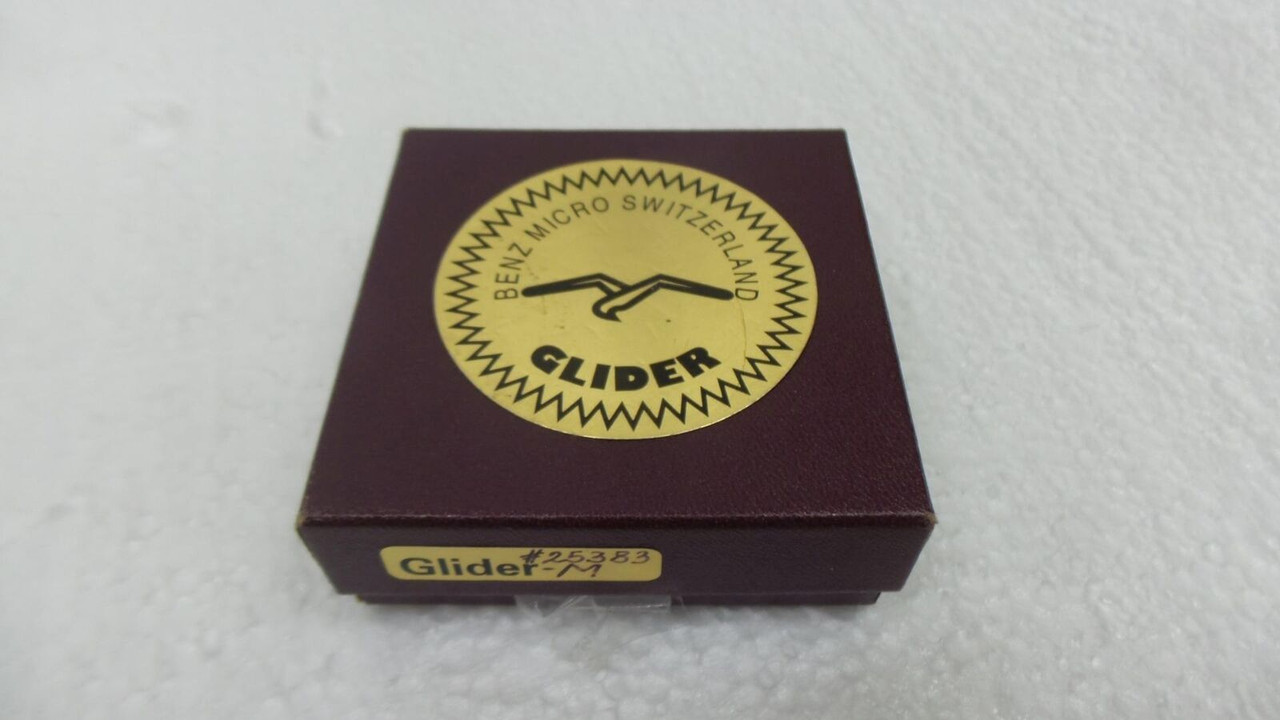 BENZ MICRO SWITZERLAND
GLIDER
Glider-M
#25383